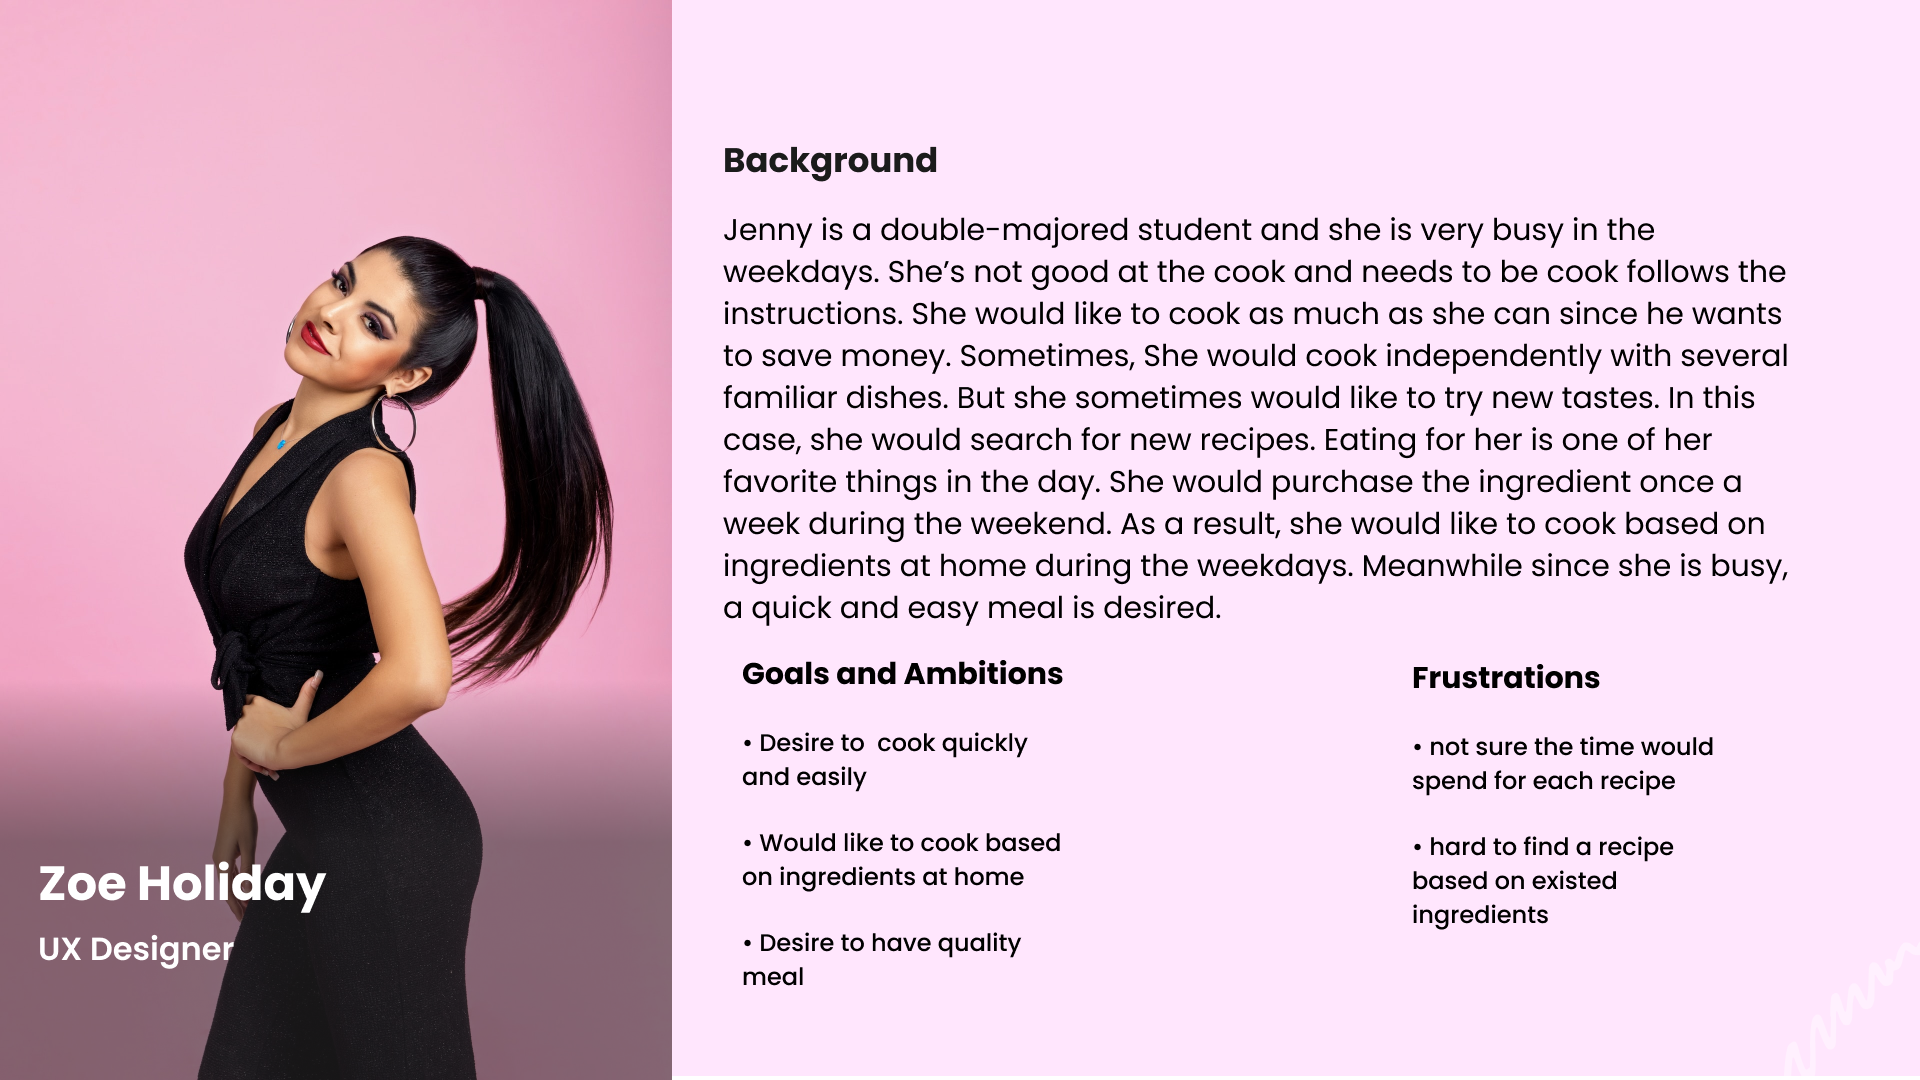 Background
Jenny is a double-majored student and she is very busy in the
weekdays. She’s not good at the cook and needs to be cook follows the
instructions. She would like to cook as much as she can since he wants
to save money. Sometimes, She would cook independently with several
familiar dishes. But she sometimes would like to try new tastes. In this
case, she would search for new recipes. Eating for her is one of her
favorite things in the day. She would purchase the ingredient once a
week during the weekend. As a result, she would like to cook based on
ingredients at home during the weekdays. Meanwhile since she is busy,
a quick and easy meal is desired.
Goals and Ambitions
• Desire to  cook quickly
and easily
• Would like to cook based
on ingredients at home
• Desire to have quality
meal
Frustrations
• not sure the time would
spend for each recipe
• hard to find a recipe
based on existed
ingredients
Zoe Holiday
UX Designer